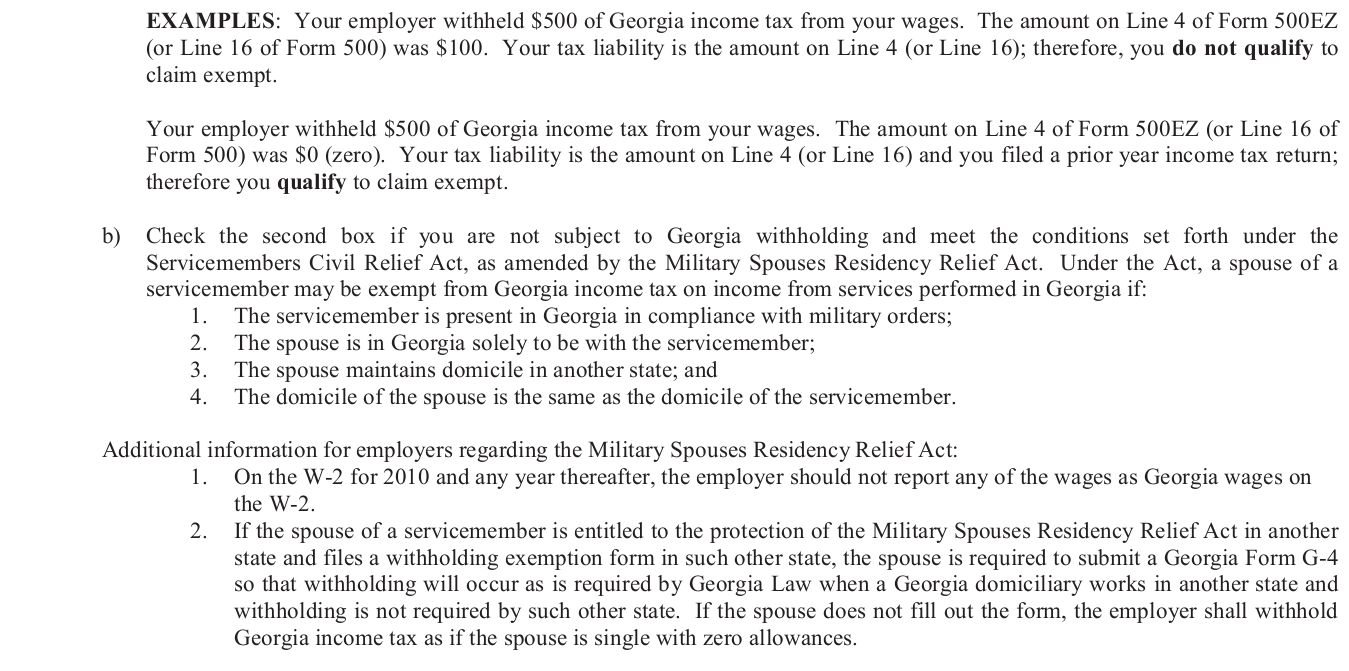 EXAMPLES: Your employer withheld $500 of Georgia income tax from your wages. The amount on Line 4 of Form 500EZ
(or Line 16 of Form 500) was $100. Your tax liability is the amount on Line 4 (or Line 16); therefore, you do not qualify to
claim exempt.
Your employer withheld $500 of Georgia income tax from your wages. The amount on Line 4 of Form 500EZ (or Line 16 of
Form 500) was $0 (zero). Your tax liability is the amount on Line 4 (or Line 16) and you filed a prior year income tax return;
therefore you qualify to claim exempt.
b) Check the second box if you are not subject to Georgia withholding and meet the conditions set forth under the
Servicemembers Civil Relief Act, as amended by the Military Spouses Residency Relief Act. Under the Act, a spouse of a
servicemember may be exempt from Georgia income tax on income from services performed in Georgia if:
1. The servicemember is present in Georgia in compliance with military orders;
2. The spouse is in Georgia solely to be with the servicemember;
3. The spouse maintains domicile in another state; and
4. The domicile of the spouse is the same as the domicile of the servicemember.
Additional information for employers regarding the Military Spouses Residency Relief Act:
1. On the W-2 for 2010 and any year thereafter, the employer should not report any of the wages as Georgia wages on
the W-2.
2. If the spouse of a servicemember is entitled to the protection of the Military Spouses Residency Relief Act in another
state and files a withholding exemption form in such other state, the spouse is required to submit a Georgia Form G-4
so that withholding will occur as is required by Georgia Law when a Georgia domiciliary works in another state and
withholding is not required by such other state. If the spouse does not fill out the form, the employer shall withhold
Georgia income tax as if the spouse is single with zero allowances.